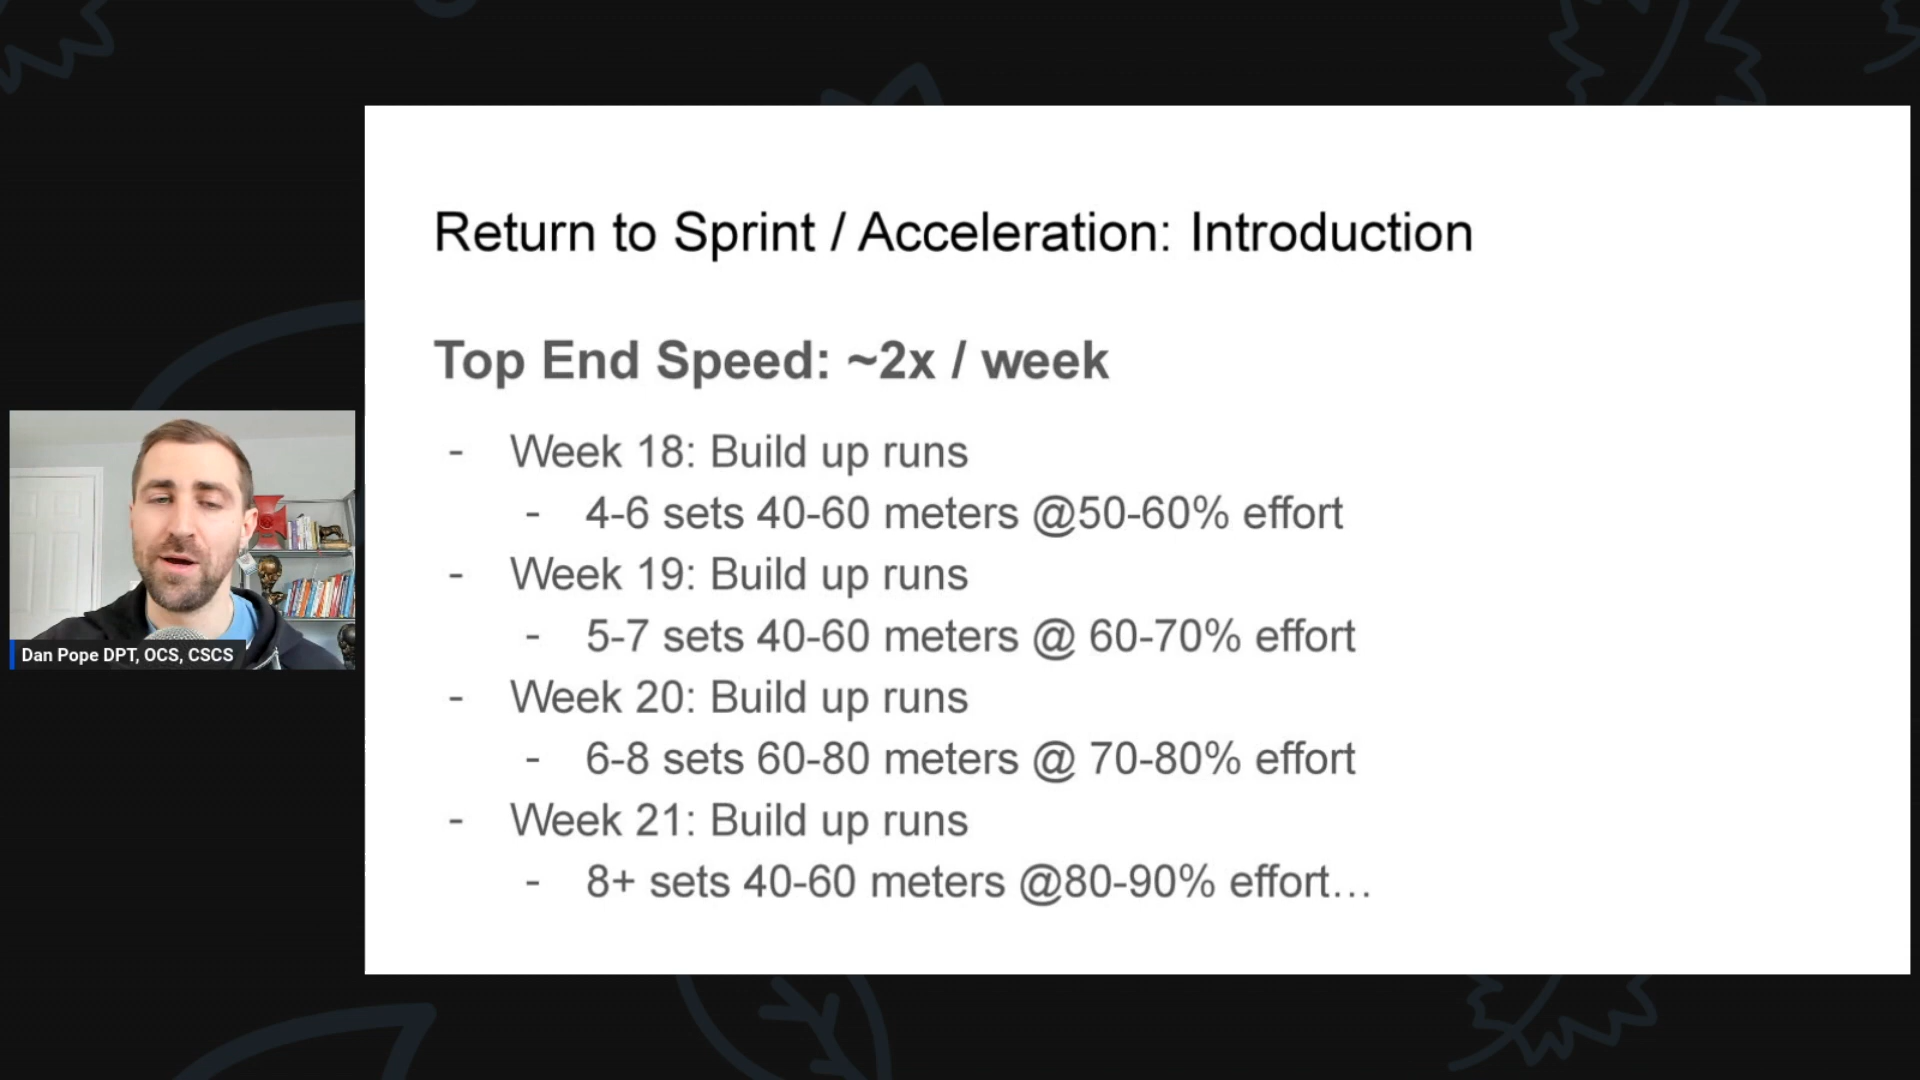 Return to Sprint / Acceleration: Introduction
Top End Speed: ~2x / week
- Week 18: Build up runs
- 4-6 sets 40-60 meters @50-60% effort
- Week 19: Build up runs
- 5-7 sets 40-60 meters @ 60-70% effort
- Week 20: Build up runs
- 6-8 sets 60-80 meters @ 70-80% effort
- Week 21: Build up runs
- 8+ sets 40-60 meters @80-90% effort…
Dan Pope DPT, OCS, CSCS